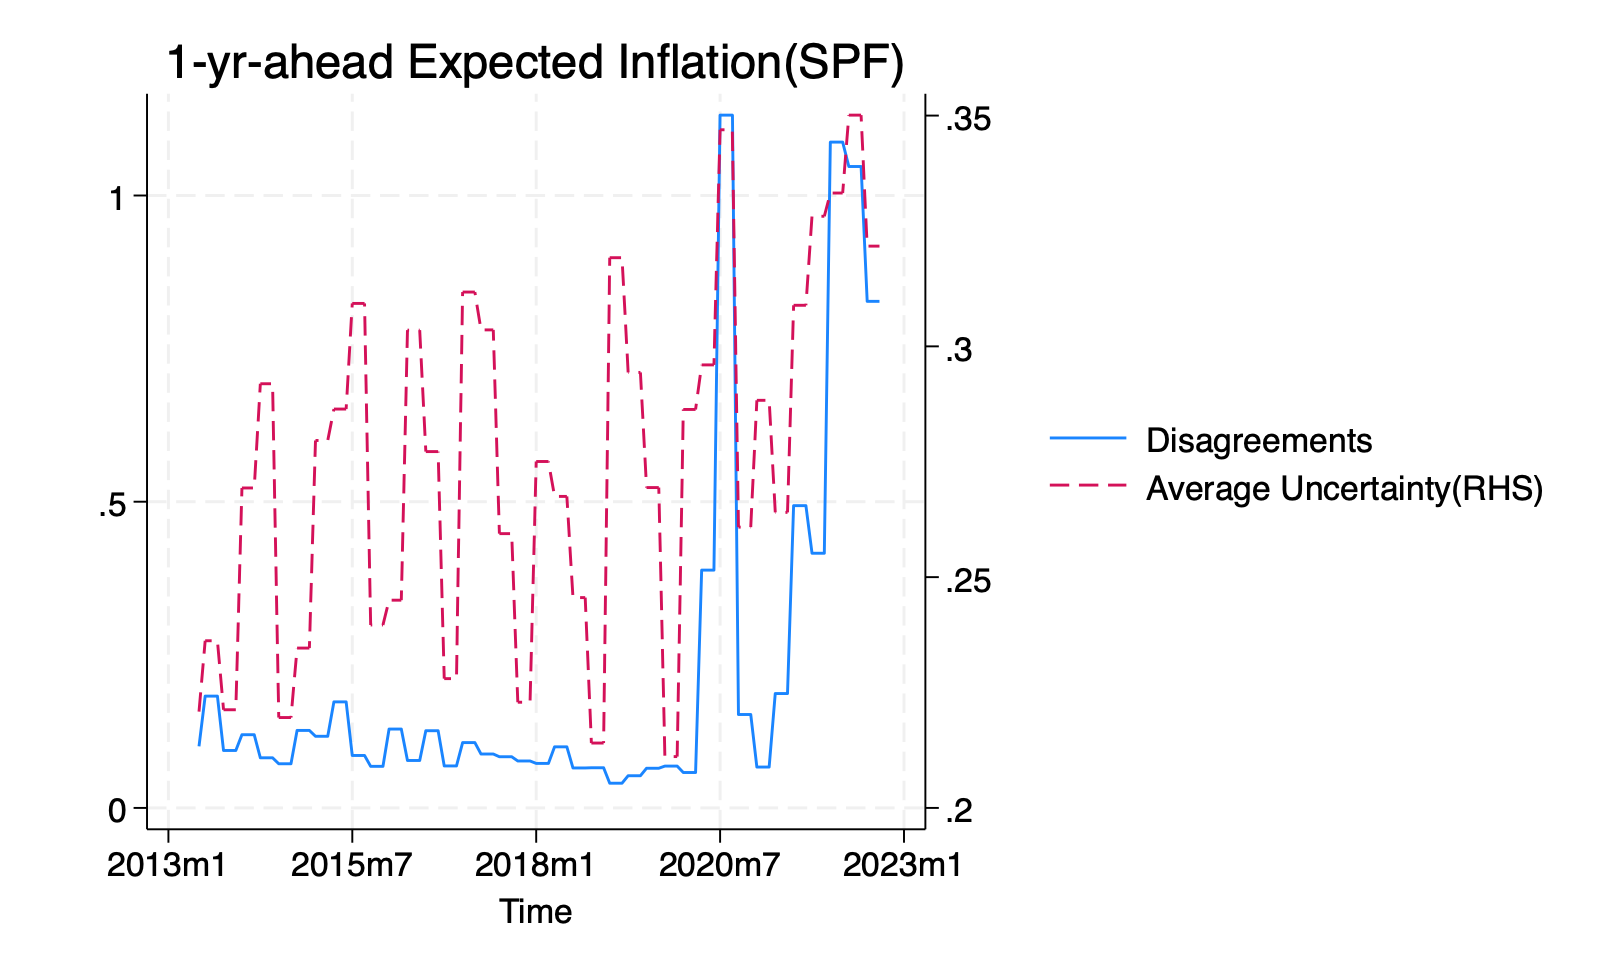 1-yr-ahead Expected Inflation(SPF)
1
.5
0
.35
.3
.25
.2
2013m1 2015m7 2018m1 2020m7 2023m1
Time
Disagreements
Average Uncertainty(RHS)